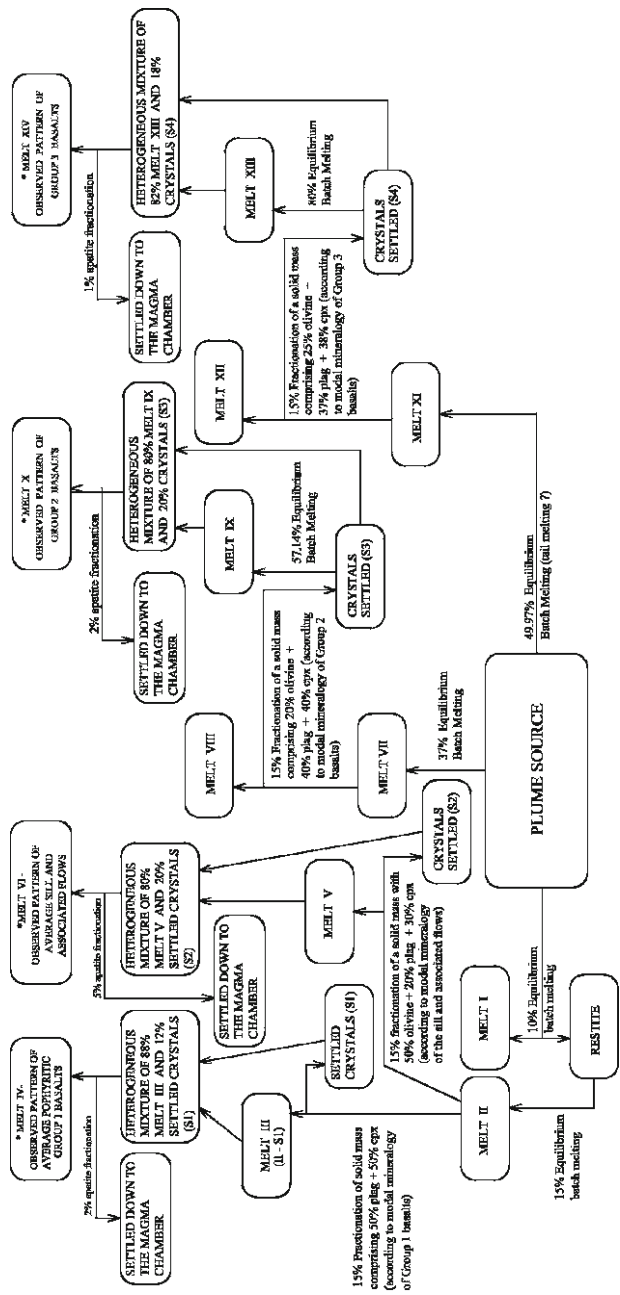 * MELT IV-
OBSERVED PATTERN OF
AVERAGE POPHYRITIC
GROUP 1 BASALTS
2% apatite fractionation
SETTLED DOWN TO
THE MAGMA
CHAMBER
HETEROGENEOUS
MIXTURE OF 88%
MELT III AND 12%
SETTLED CRYSTALS
(S1)
MELT III
(II - S1)
SETTLED
CRYSTALS (S1)
15% Fractionation of solid mass
comprising 50% plag + 50% cpx
(according to modal mineralogy
of Group 1 basalts)
MELT II
15% Equilibrium
batch melting
RESTITE
10% Equilibrium
batch melting
MELT I
*MELT VI -
OBSERVED PATTERN OF
AVERAGE SILL AND
ASSOCIATED FLOWS
5% apatite fractionation
SETTLED DOWN TO
THE MAGMA
CHAMBER
HETEROGENEOUS
MIXTURE OF 80%
MELT V AND 20%
SETTLED CRYSTALS
(S2)
MELT V
15% fractionation of a solid mass with
50% olivine + 20% plag + 30% cpx
(according to modal mineralogy
of the sill and associated flows)
CRYSTALS
SETTLED (S2)
PLUME SOURCE
37% Equilibrium
Batch Melting
MELT VII
MELT VIII
15% Fractionation of a solid mass
comprising 20% olivine +
40% plag + 40% cpx (according
to modal mineralogy of Group 2
basalts)
CRYSTALS
SETTLED (S3)
57.14% Equilibrium
Batch Melting
MELT IX
HETEROGENEOUS
MIXTURE OF 80% MELT IX
AND 20% CRYSTALS (S3)
SETTLED DOWN TO
THE MAGMA
CHAMBER
2% apatite fractionation
*MELT X
OBSERVED PATTERN OF
GROUP 2 BASALTS
49.97% Equilibrium
Batch Melting (tail melting ?)
MELT XI
MELT XII
15% Fractionation of a solid mass
comprising 25% olivine -
37% plag + 38% cpx (according
to modal mineralogy of Group 3
basalts)
CRYSTALS
SETTLED (S4)
80% Equilibrium
Batch Melting
MELT XIII
HETEROGENEOUS MIXTURE OF
82% MELT XIII AND 18%
CRYSTALS (S4)
SETTLED DOWN TO
THE MAGMA
CHAMBER
1% apatite fractionation
* MELT XIV
OBSERVED PATTERN OF
GROUP 3 BASALTS